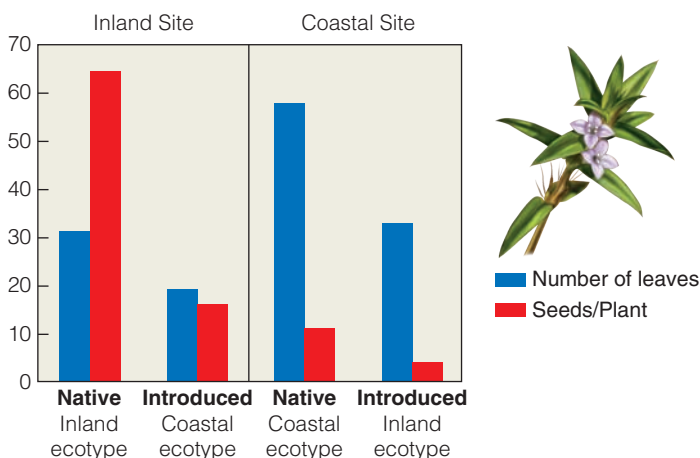 Inland Site
Coastal Site
70
60
50
40
30
20
10
0
Native
Inland
ecotype
Introduced
Coastal
ecotype
Native
Coastal
ecotype
Introduced
Inland
ecotype
Number of leaves
Seeds/Plant